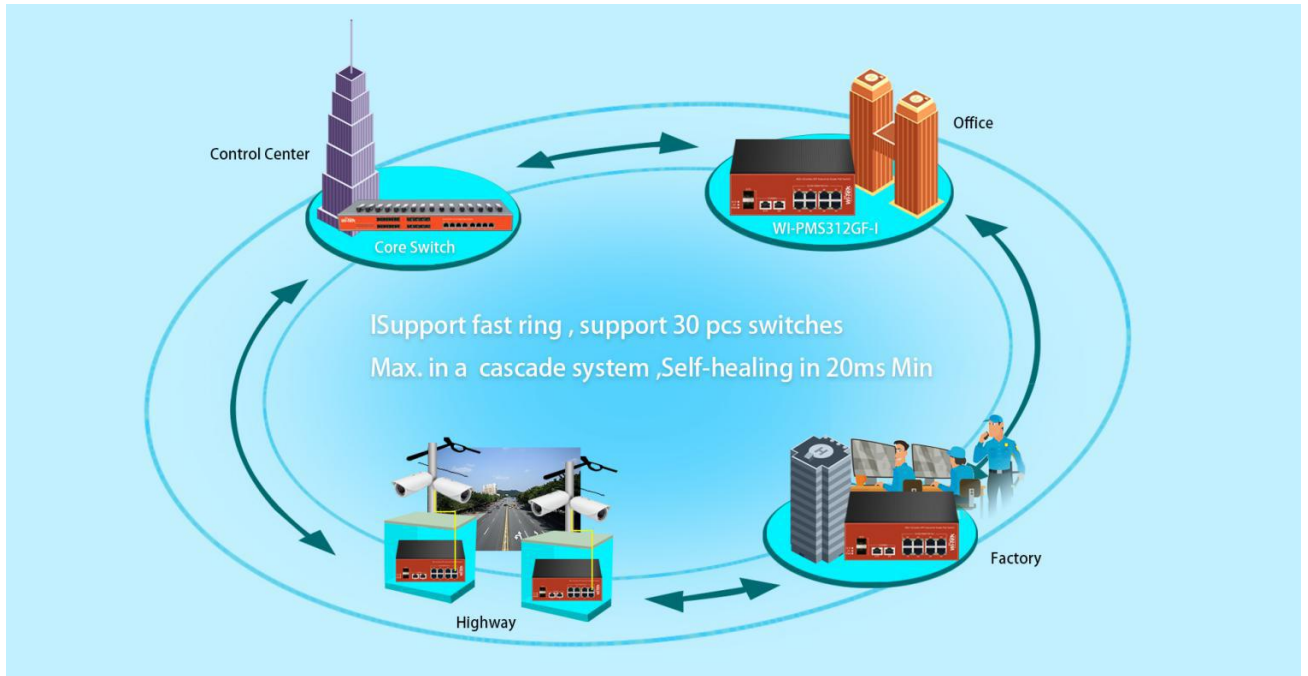 Control Center
Office
Core Switch
WI-PMS312GF-I
ISupport fast ring , support 30 pcs switches
Max. in a cascade system ,Self-healing in 20ms Min
Highway
Factory